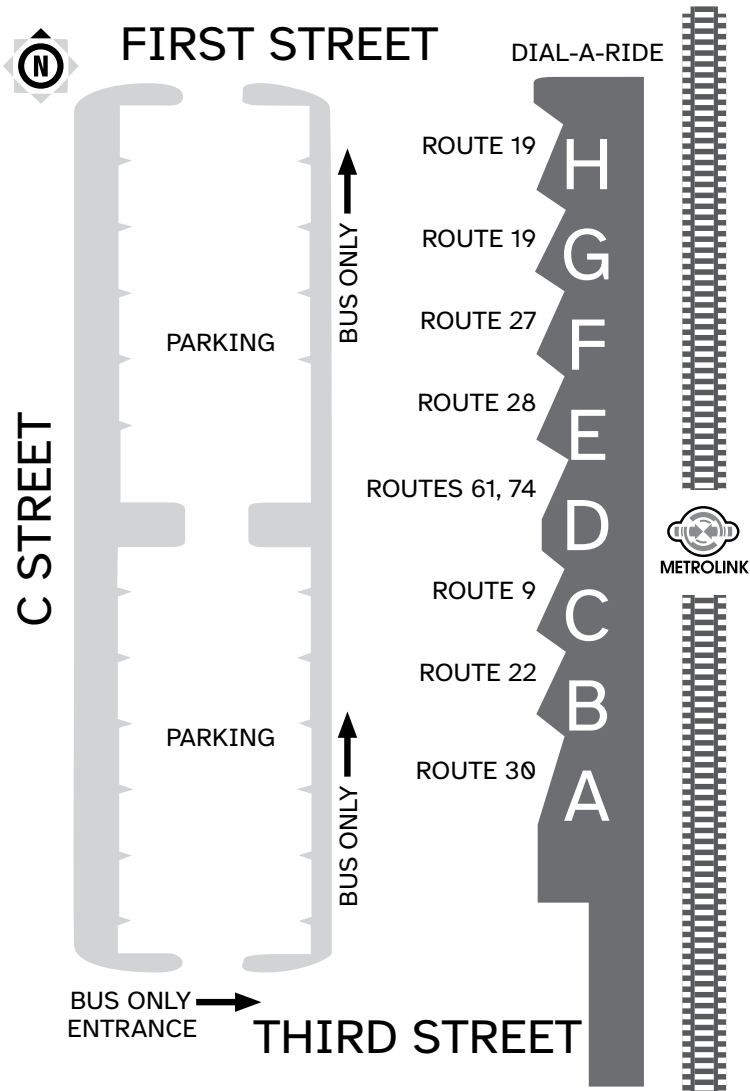 FIRST STREET
N
DIAL-A-RIDE
ROUTE 19
H
ROUTE 19
G
BUS ONLY
ROUTE 27
F
PARKING
ROUTE 28
E
C STREET
ROUTES 61, 74
D
METROLINK
ROUTE 9
C
ROUTE 22
B
PARKING
ROUTE 30
A
BUS ONLY
BUS ONLY
ENTRANCE
THIRD STREET